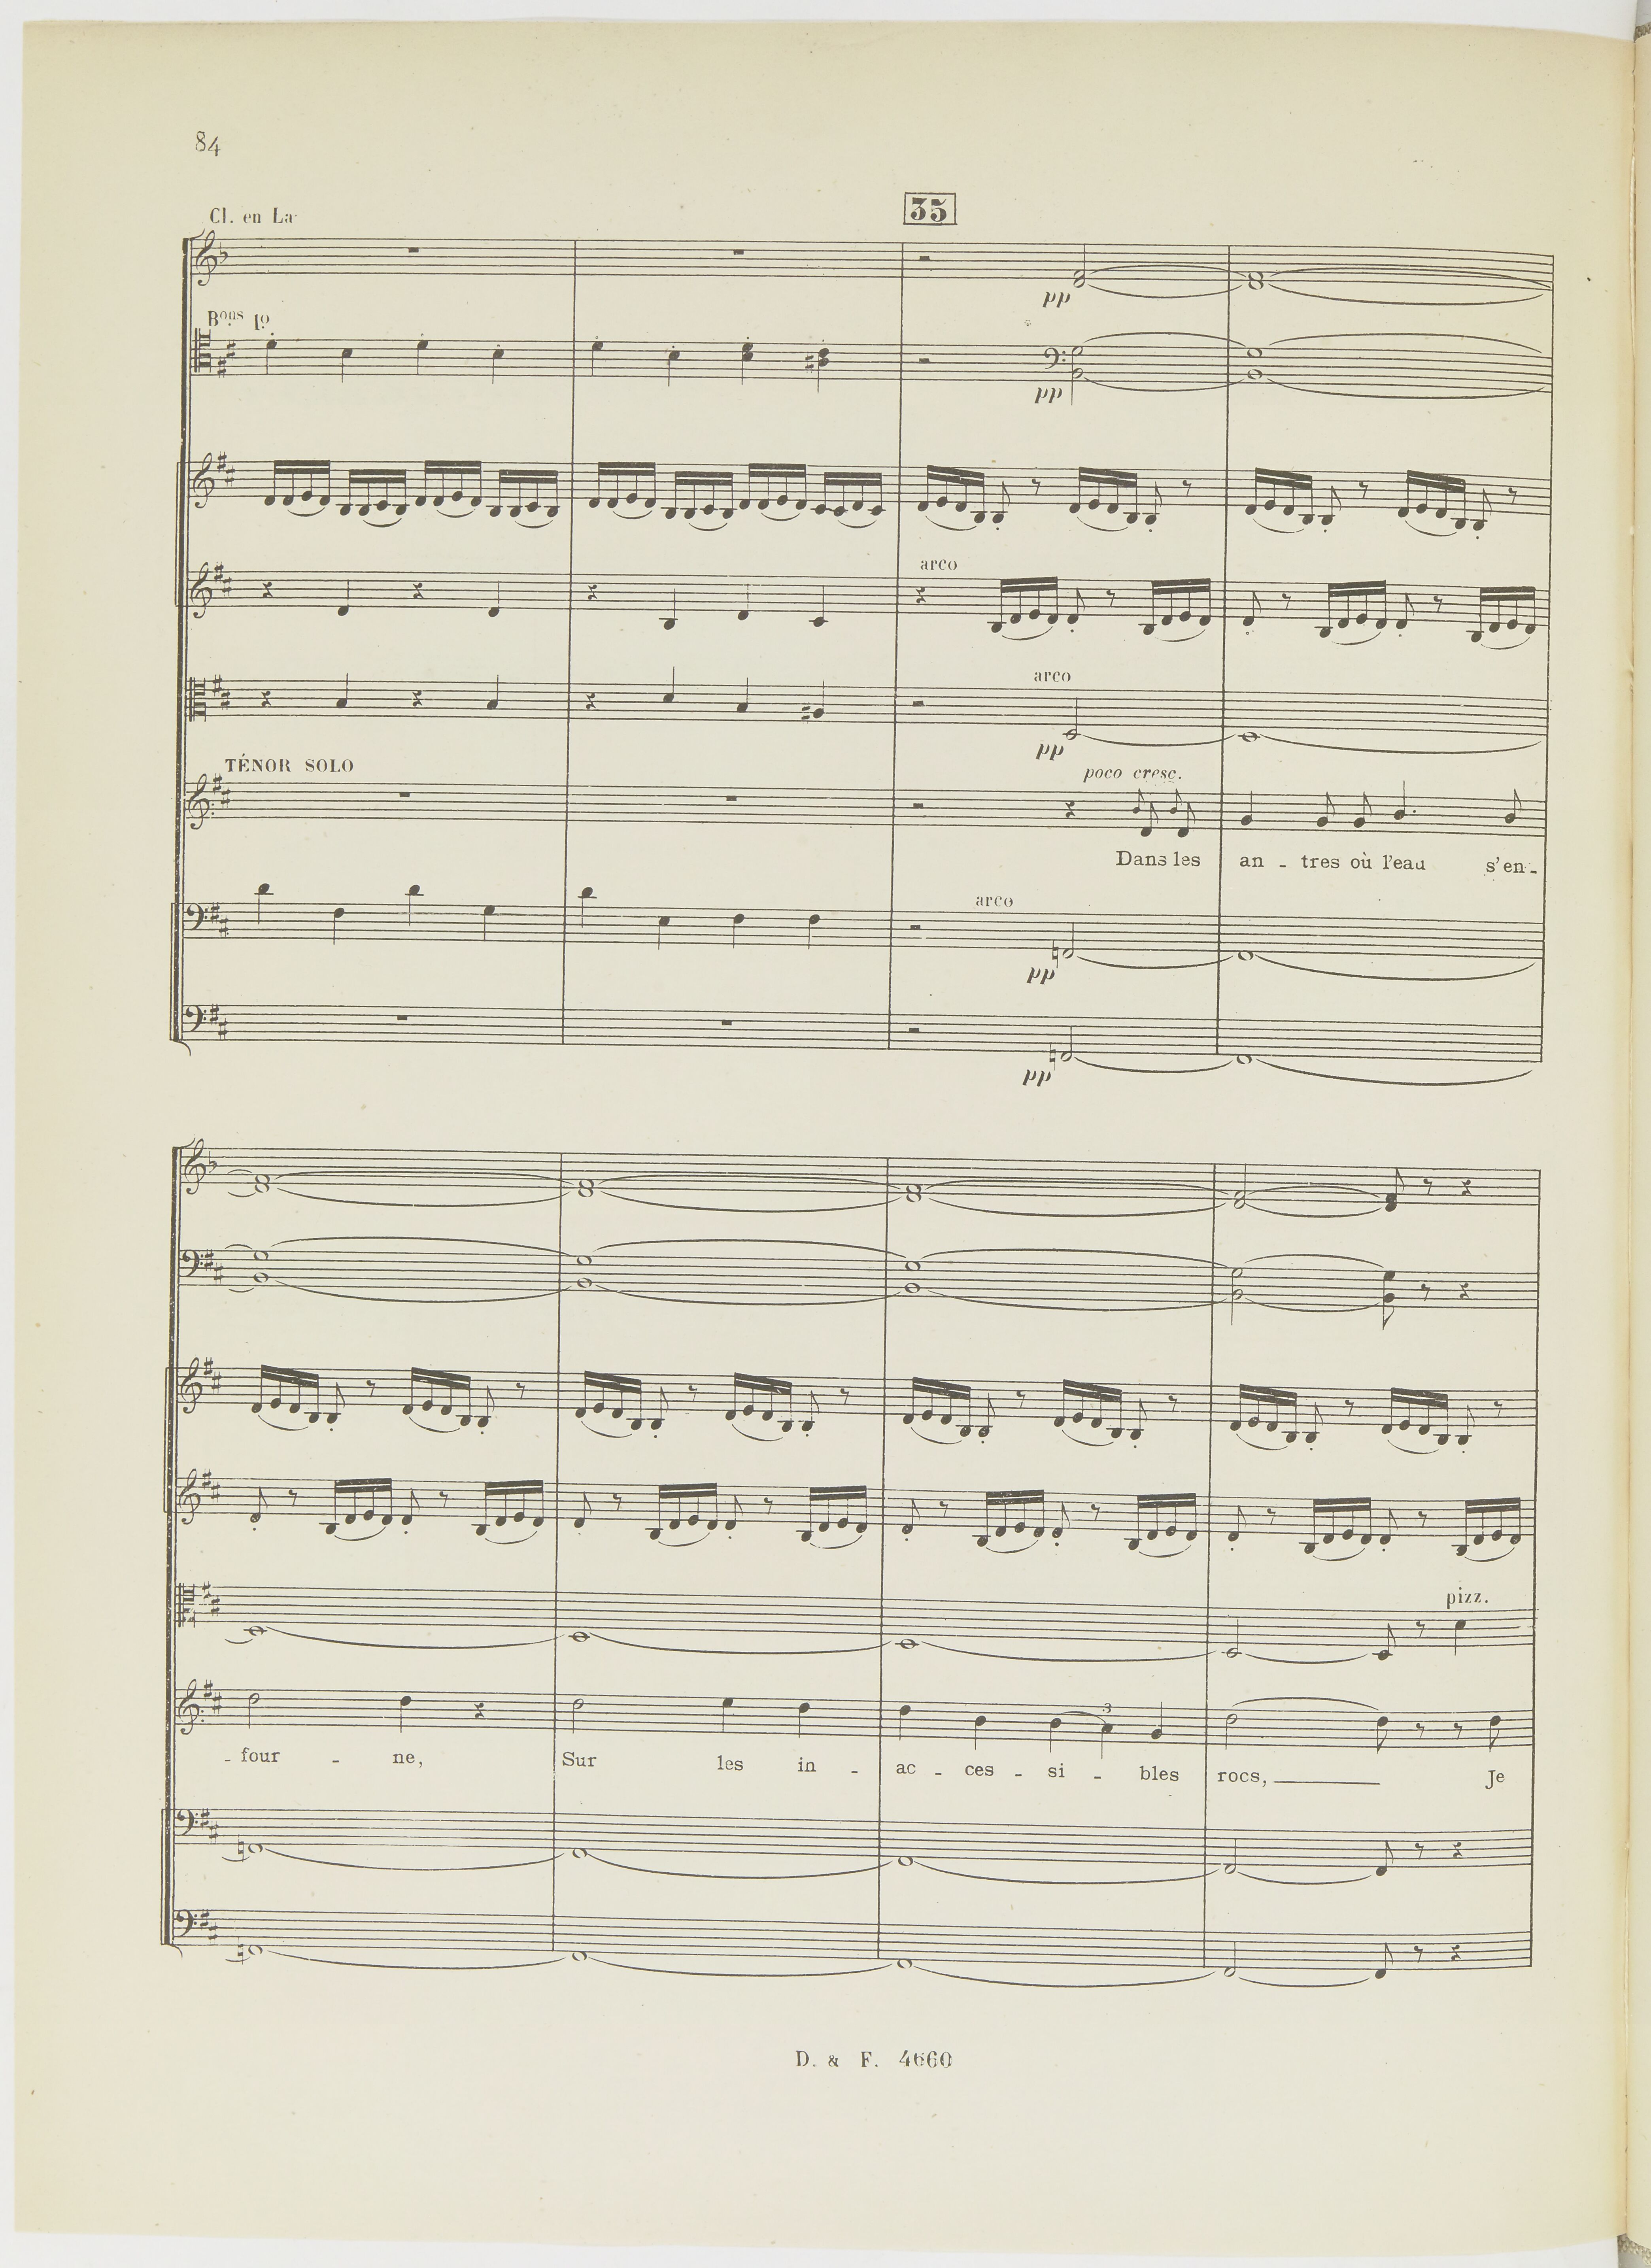 84
35
Cl. en La
pp
Bons 1o
pp
arco
arco
pp
TÉNOR SOLO
poco cresc.
Dans les an - tres où l'eau s'en -
arco
pp
pp
pizz.
3
- four - ne, Sur les in - ac - ces - si - bles rocs, Je
D. & F. 4660